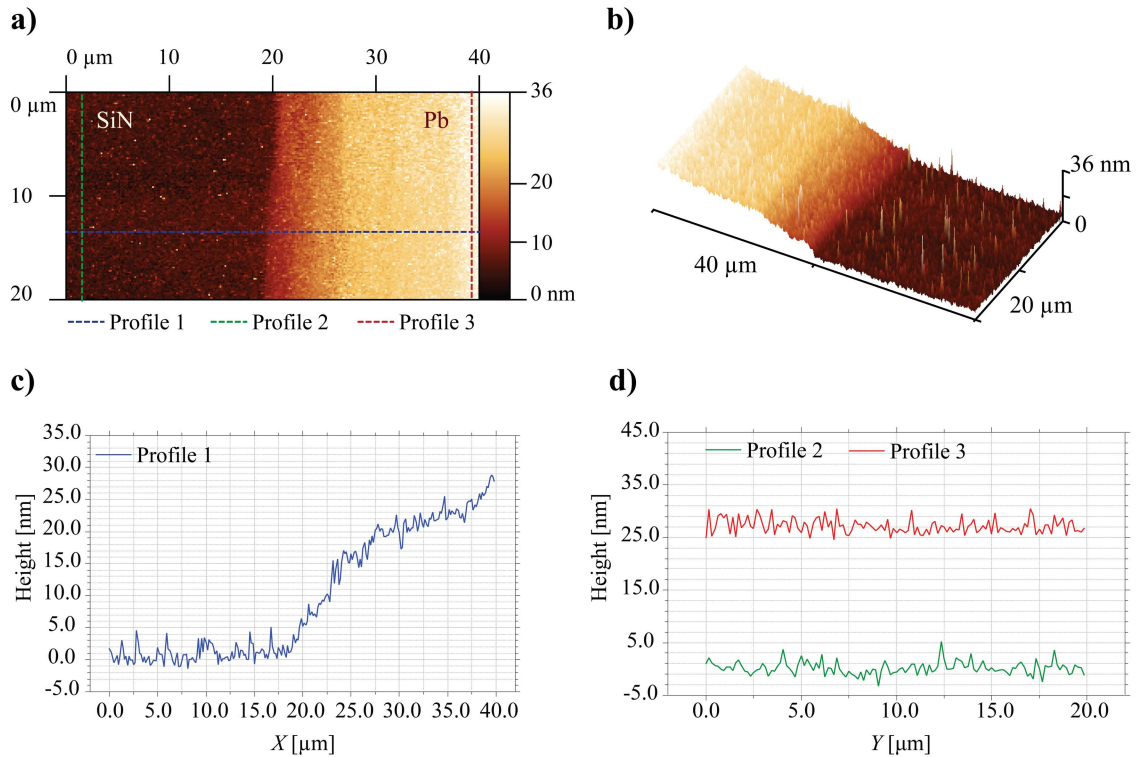 a)
0 µm 10 20 30 40
0 µm
10
20
SiN
Pb
36
20
10
0 nm
Profile 1 Profile 2 Profile 3
b)
36 nm
0
40 µm
20 µm
c)
35.0
30.0
25.0
20.0
15.0
10.0
5.0
0.0
-5.0
Height [nm]
Profile 1
0.0 5.0 10.0 15.0 20.0 25.0 30.0 35.0 40.0
X [µm]
d)
45.0
35.0
25.0
15.0
5.0
-5.0
Height [nm]
Profile 2 Profile 3
0.0 5.0 10.0 15.0 20.0
Y [µm]